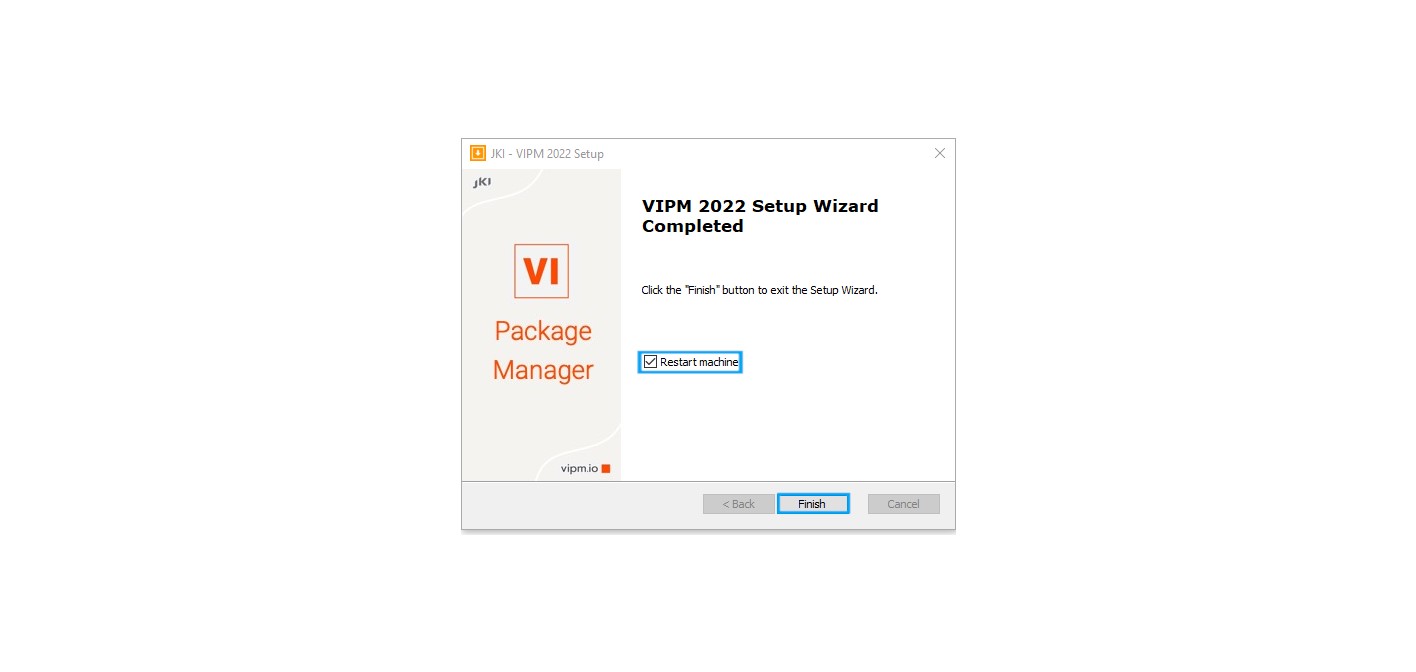 JKI - VIPM 2022 Setup
JKI
VI
Package
Manager
vipm.io
VIPM 2022 Setup Wizard
Completed
Click the "Finish" button to exit the Setup Wizard.
Restart machine
< Back
Finish
Cancel